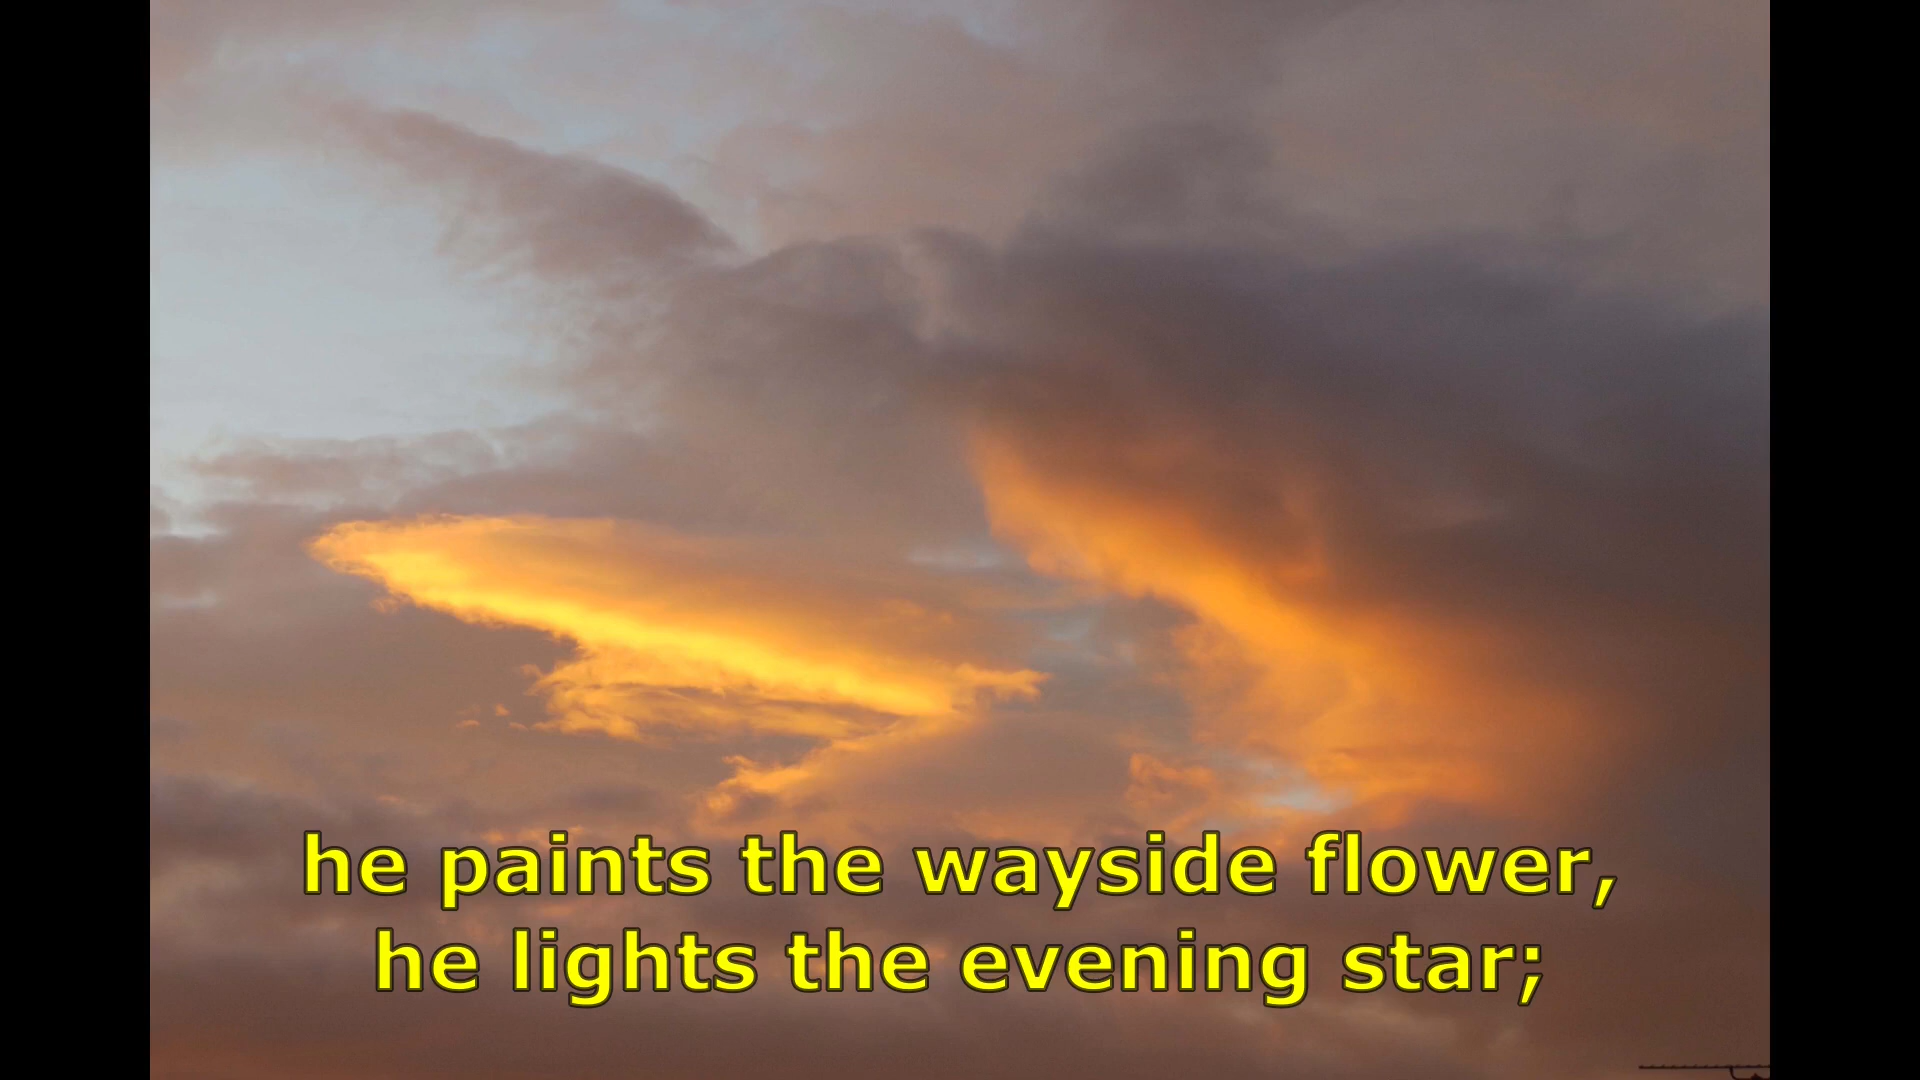 he paints the wayside flower,
he lights the evening star;